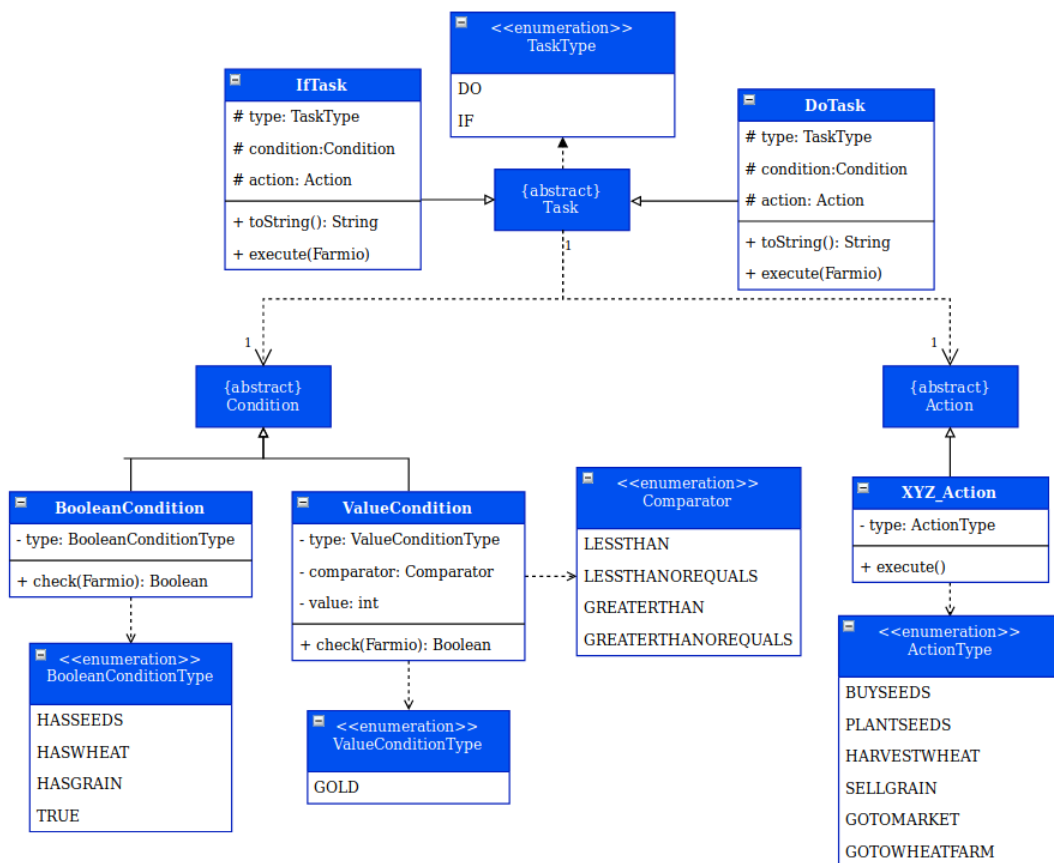 <<enumeration>>
TaskType
DO
IF
IfTask
# type: TaskType
# condition:Condition
# action: Action
+ toString(): String
+ execute(Farmio)
{abstract}
Task
1
DoTask
# type: TaskType
# condition:Condition
# action: Action
+ toString(): String
+ execute(Farmio)
1
1
{abstract}
Condition
{abstract}
Action
BooleanCondition
- type: BooleanConditionType
+ check(Farmio): Boolean
ValueCondition
- type: ValueConditionType
- comparator: Comparator
- value: int
+ check(Farmio): Boolean
<<enumeration>>
Comparator
LESSTHAN
LESSTHANOREQUALS
GREATERTHAN
GREATERTHANOREQUALS
XYZ_Action
- type: ActionType
+ execute()
<<enumeration>>
BooleanConditionType
HASSEEDS
HASWHEAT
HASGRAIN
TRUE
<<enumeration>>
ValueConditionType
GOLD
<<enumeration>>
ActionType
BUYSEEDS
PLANTSEEDS
HARVESTWHEAT
SELLGRAIN
GOTOMARKET
GOTOWHEATFARM